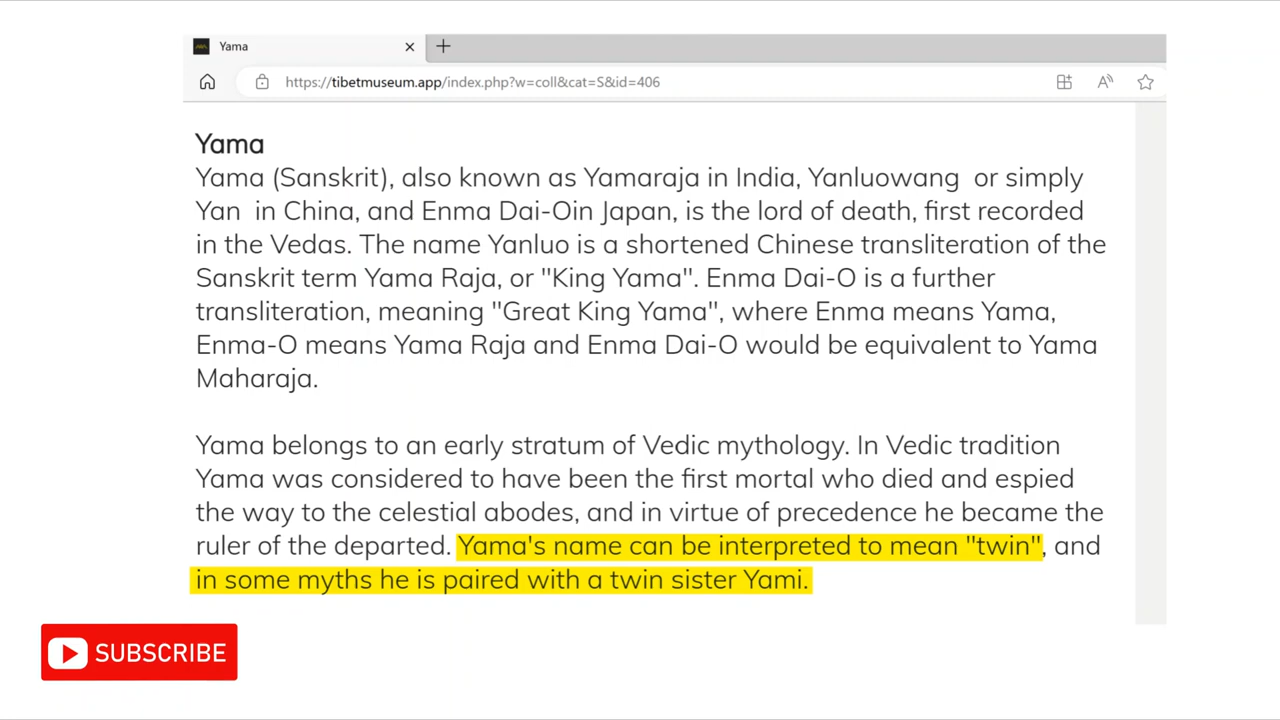 Yama
https://tibetmuseum.app/index.php?w=coll&cat=S&id=406
Yama
Yama (Sanskrit), also known as Yamaraja in India, Yanluowang or simply
Yan in China, and Enma Dai-Oin Japan, is the lord of death, first recorded
in the Vedas. The name Yanluo is a shortened Chinese transliteration of the
Sanskrit term Yama Raja, or "King Yama". Enma Dai-O is a further
transliteration, meaning "Great King Yama", where Enma means Yama,
Enma-O means Yama Raja and Enma Dai-O would be equivalent to Yama
Maharaja.
Yama belongs to an early stratum of Vedic mythology. In Vedic tradition
Yama was considered to have been the first mortal who died and espied
the way to the celestial abodes, and in virtue of precedence he became the
ruler of the departed. Yama's name can be interpreted to mean "twin", and
in some myths he is paired with a twin sister Yami.
SUBSCRIBE